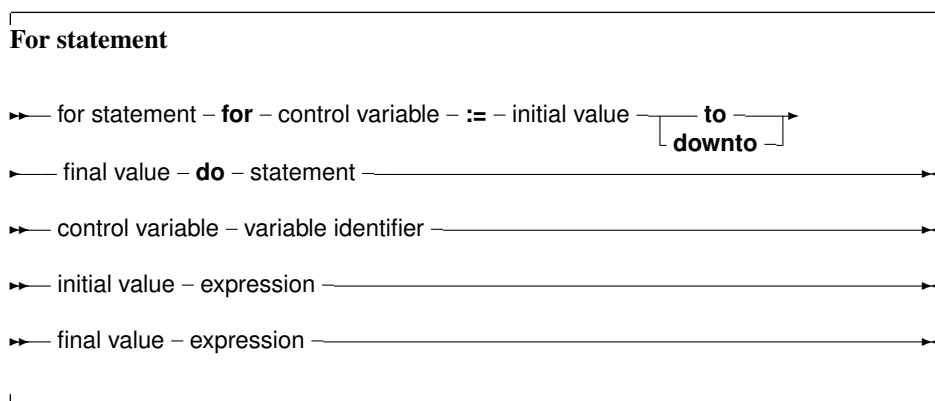 For statement
for statement – for – control variable – := – initial value – to –
downto –
final value – do – statement –
control variable – variable identifier –
initial value – expression –
final value – expression –